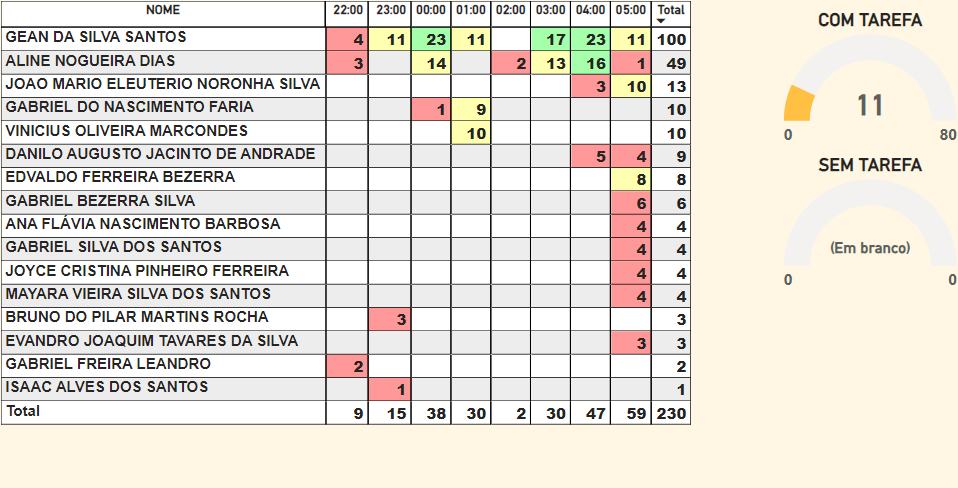 NOME 22:00 23:00 00:00 01:00 02:00 03:00 04:00 05:00 Total
GEAN DA SILVA SANTOS 4 11 23 11 17 23 11 100
ALINE NOGUEIRA DIAS 3 14 2 13 16 1 49
JOAO MARIO ELEUTERIO NORONHA SILVA 3 10 13
GABRIEL DO NASCIMENTO FARIA 1 9 10
VINICIUS OLIVEIRA MARCONDES 10 10
DANILO AUGUSTO JACINTO DE ANDRADE 5 4 9
EDVALDO FERREIRA BEZERRA 8 8
GABRIEL BEZERRA SILVA 6 6
ANA FLÁVIA NASCIMENTO BARBOSA 4 4
GABRIEL SILVA DOS SANTOS 4 4
JOYCE CRISTINA PINHEIRO FERREIRA 4 4
MAYARA VIEIRA SILVA DOS SANTOS 4 4
BRUNO DO PILAR MARTINS ROCHA 3 3
EVANDRO JOAQUIM TAVARES DA SILVA 3 3
GABRIEL FREIRA LEANDRO 2 2
ISAAC ALVES DOS SANTOS 1 1
Total 9 15 38 30 2 30 47 59 230
COM TAREFA
11
0 80
SEM TAREFA
(Em branco)
0 0